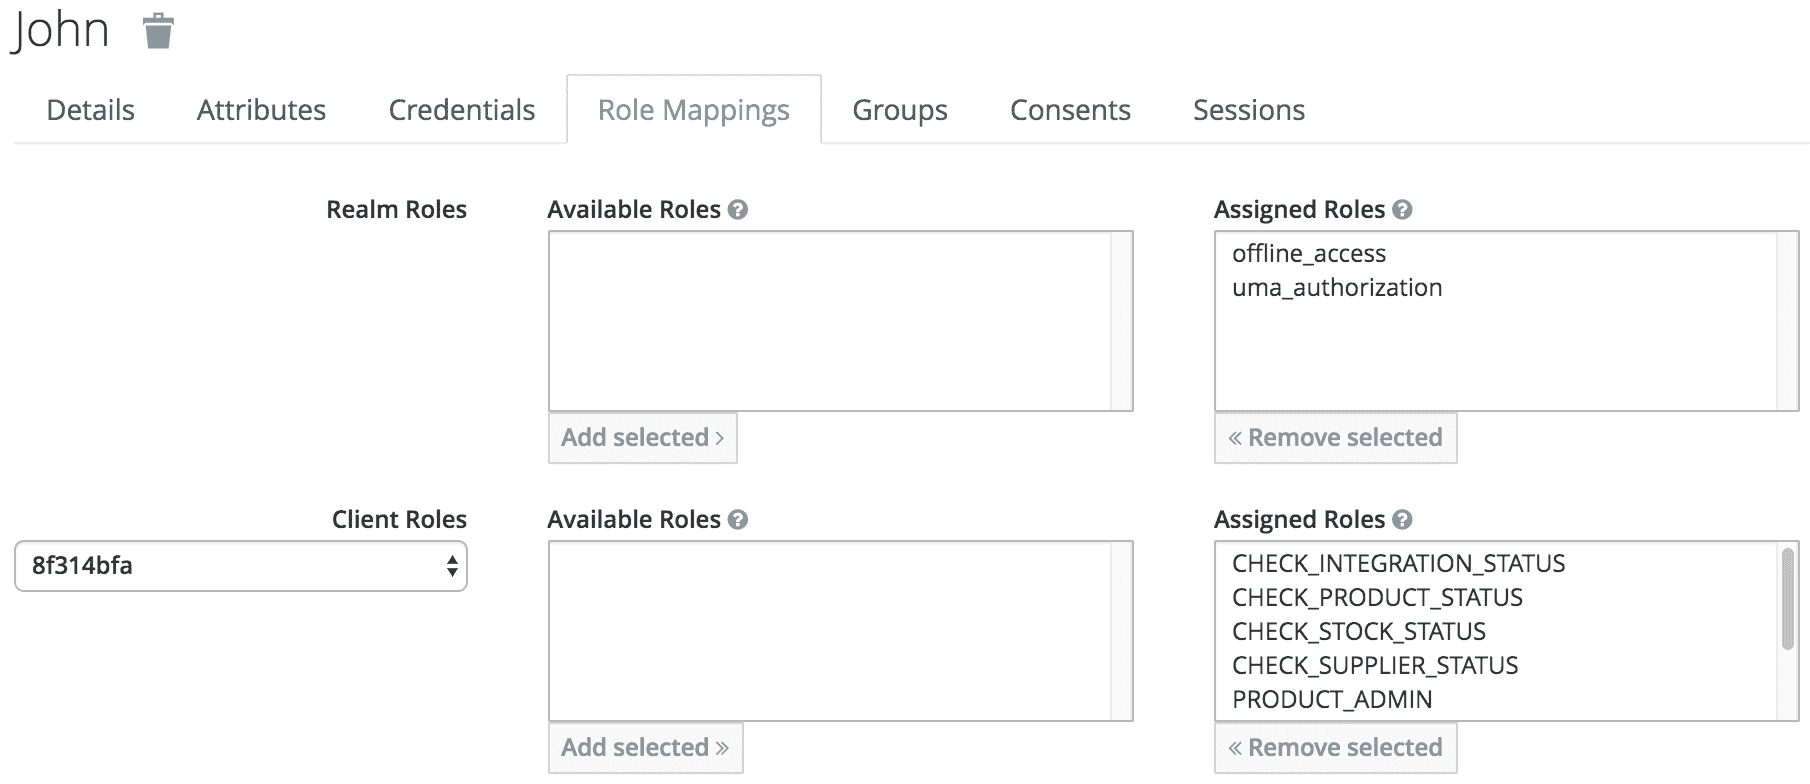 John
Details Attributes Credentials Role Mappings Groups Consents Sessions
Realm Roles Available Roles Assigned Roles
offline_access
uma_authorization
Add selected › « Remove selected
Client Roles Available Roles Assigned Roles
8f314bfa
CHECK_INTEGRATION_STATUS
CHECK_PRODUCT_STATUS
CHECK_STOCK_STATUS
CHECK_SUPPLIER_STATUS
PRODUCT_ADMIN
Add selected » « Remove selected